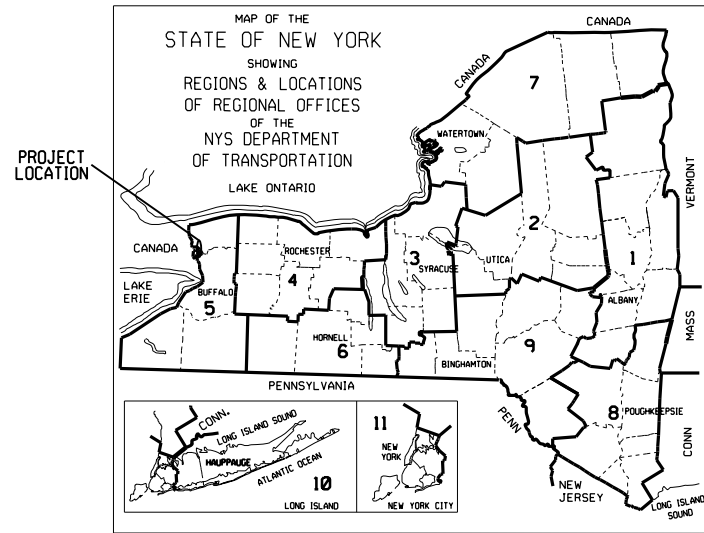 MAP OF THE
STATE OF NEW YORK
SHOWING
REGIONS & LOCATIONS
OF REGIONAL OFFICES
OF THE
NYS DEPARTMENT
OF TRANSPORTATION
PROJECT
LOCATION
LAKE ONTARIO
CANADA
CANADA
7
WATERTOWN
VERMONT
CANADA
LAKE
ERIE
BUFFALO
5
ROCHESTER
4
3
SYRACUSE
UTICA
2
1
ALBANY
MASS
HORNELL
6
BINGHAMTON
9
PENNSYLVANIA
PENN
8
POUGHKEEPSIE
CONN
NEW
JERSEY
LONG ISLAND
SOUND
CONN.
LONG ISLAND SOUND
HAUPPAUGE
ATLANTIC OCEAN
10
LONG ISLAND
11
NEW
YORK
NEW YORK CITY